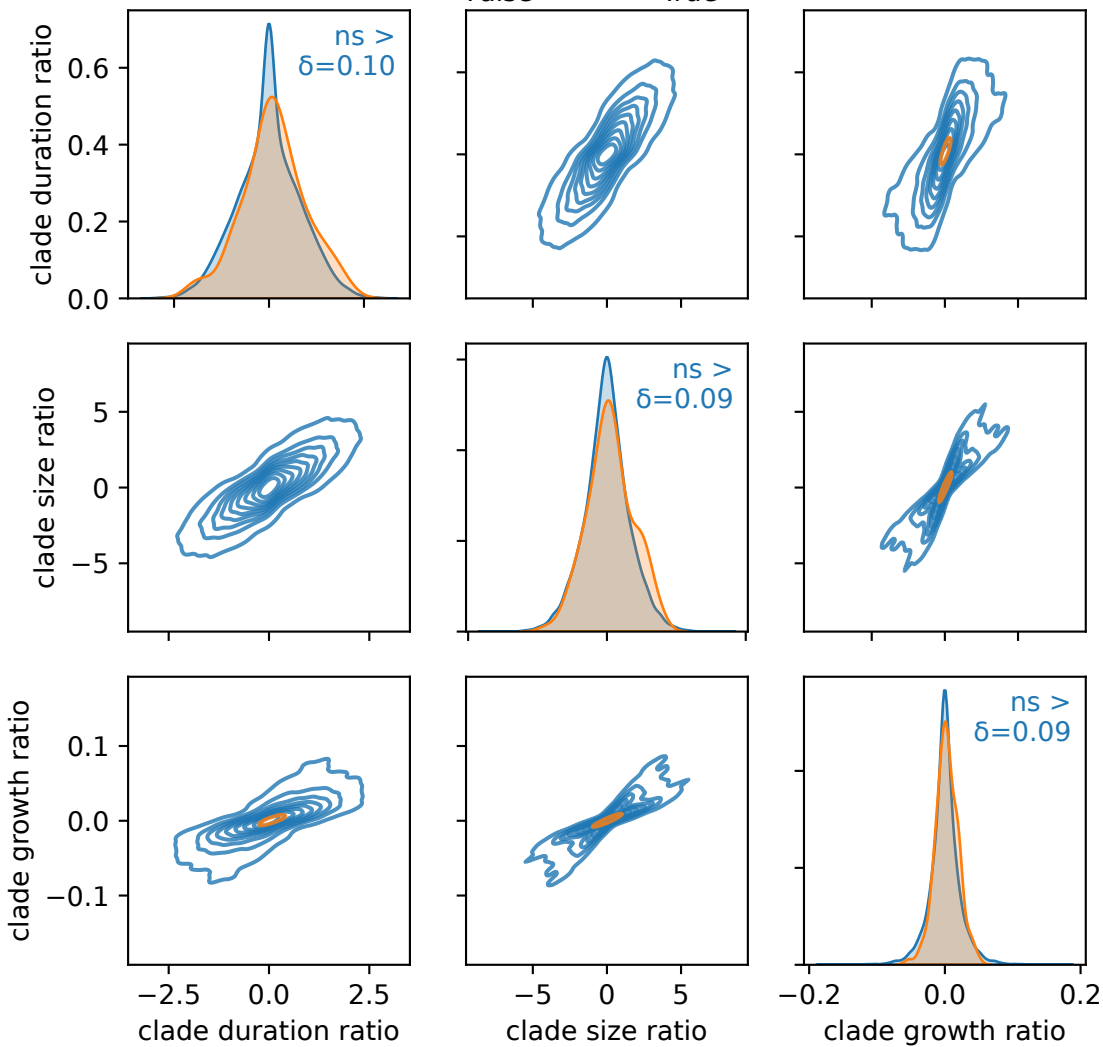 clade duration ratio
0.6
0.4
0.2
0.0
ns >
δ=0.10
clade size ratio
5
0
−5
ns >
δ=0.09
clade growth ratio
0.1
0.0
−0.1
ns >
δ=0.09
−2.5 0.0 2.5
−5 0 5
−0.2 0.0 0.2
clade duration ratio
clade size ratio
clade growth ratio